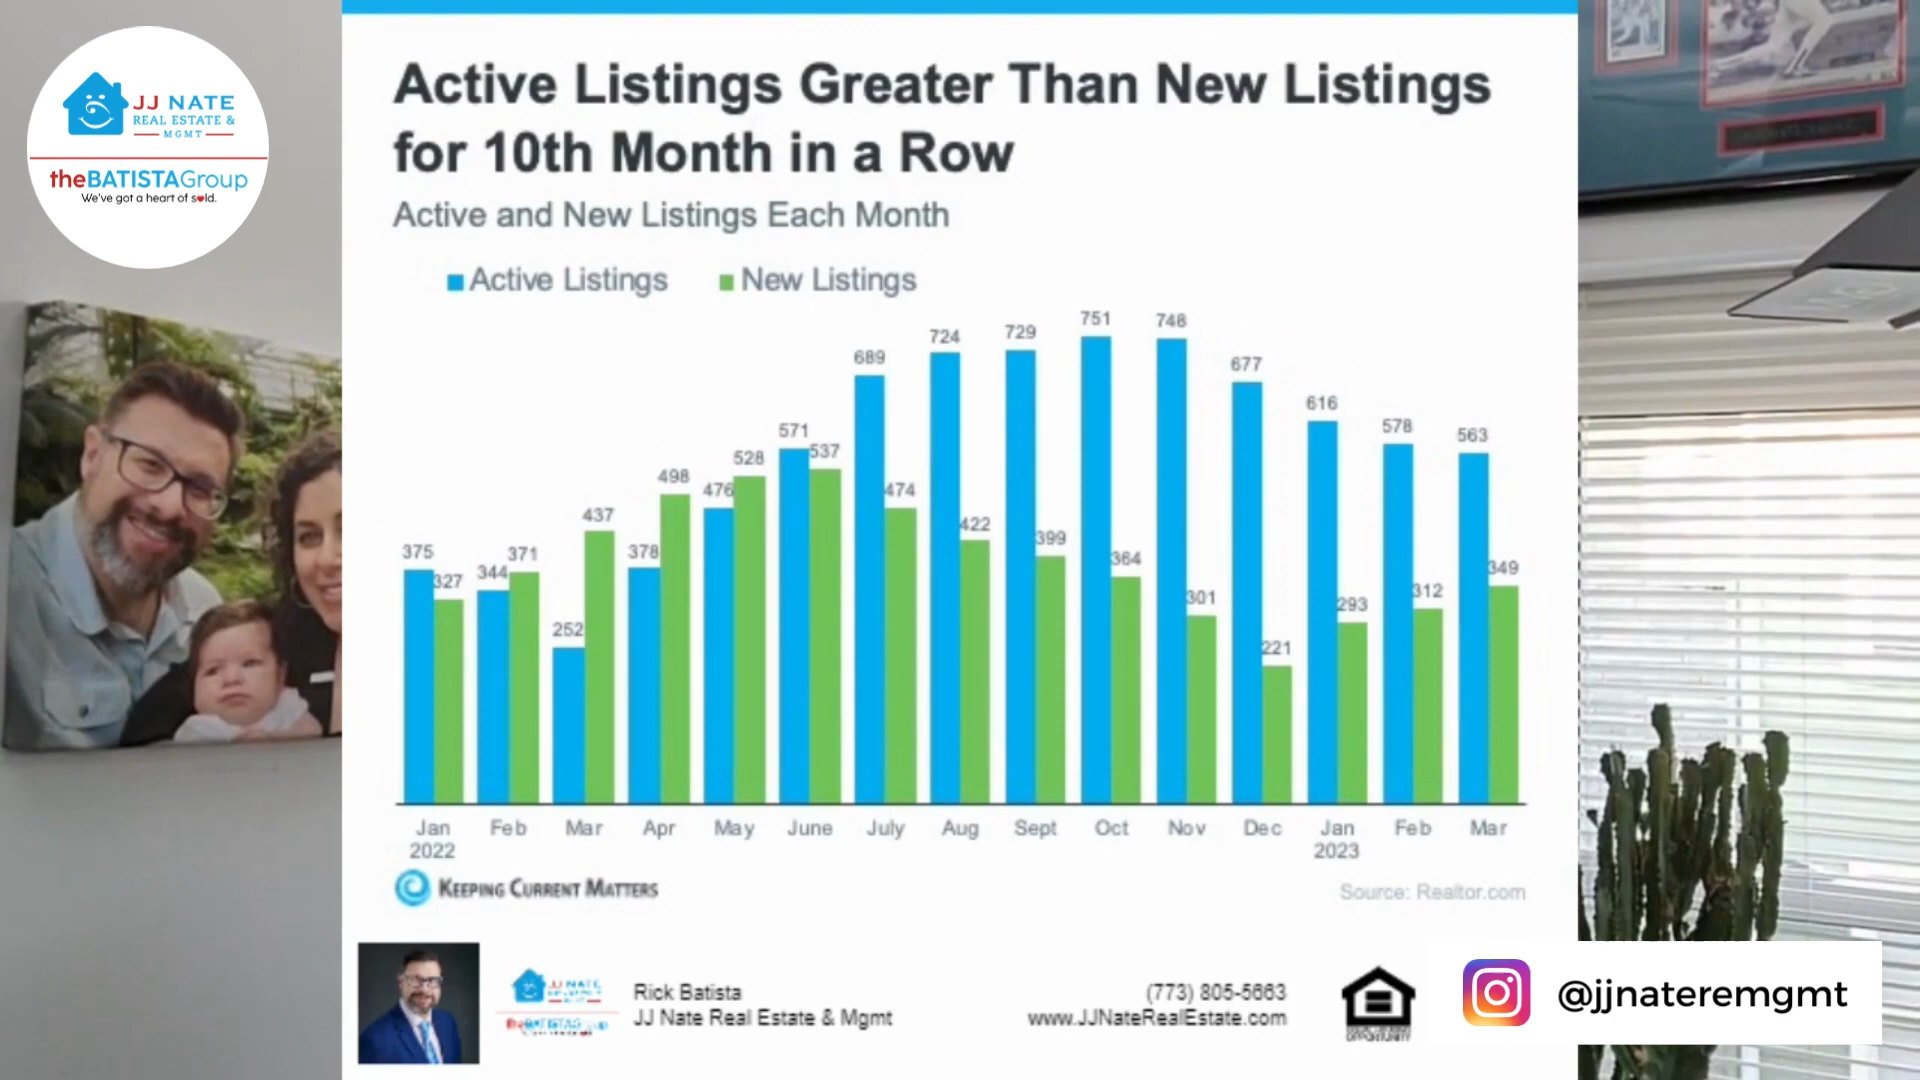 JJ NATE
REAL ESTATE &
MGMT
theBATISTAGroup
We've got a heart of sld.
Active Listings Greater Than New Listings
for 10th Month in a Row
Active and New Listings Each Month
Active Listings New Listings
375 327 344 371 252 437 378 498 476 528 571 537 689 474 724 422 729 399 751 364 748 301 677 221 616 293 578 312 563 349
Jan Feb Mar Apr May June July Aug Sept Oct Nov Dec Jan Feb Mar
2022 2023
KEEPING CURRENT MATTERS
Source: Realtor.com
JJ NATE
Rick Batista
JJ Nate Real Estate & Mgmt
(773) 805-5663
www.JJNateRealEstate.com
OPPORTUNITY
@jjnateremgmt